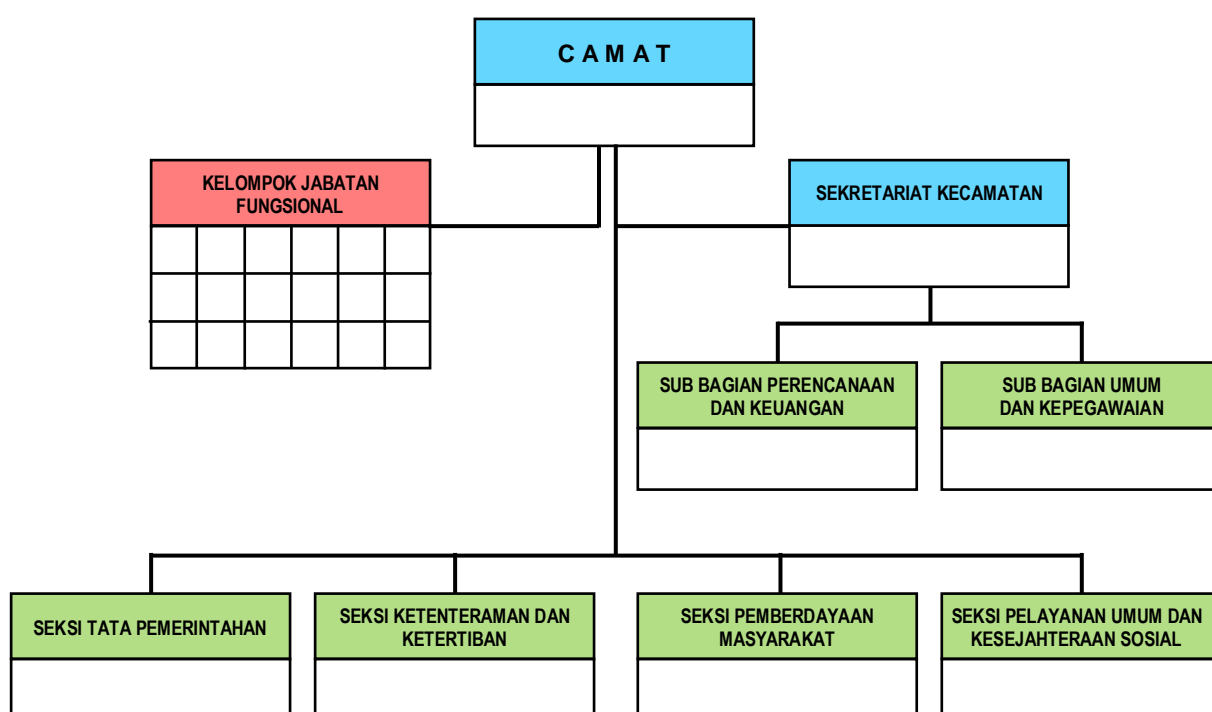 C A M A T
KELOMPOK JABATAN
FUNGSIONAL
SEKRETARIAT KECAMATAN
SUB BAGIAN PERENCANAAN
DAN KEUANGAN
SUB BAGIAN UMUM
DAN KEPEGAWAIAN
SEKSI TATA PEMERINTAHAN
SEKSI KETENTERAMAN DAN
KETERTIBAN
SEKSI PEMBERDAYAAN
MASYARAKAT
SEKSI PELAYANAN UMUM DAN
KESEJAHTERAAN SOSIAL